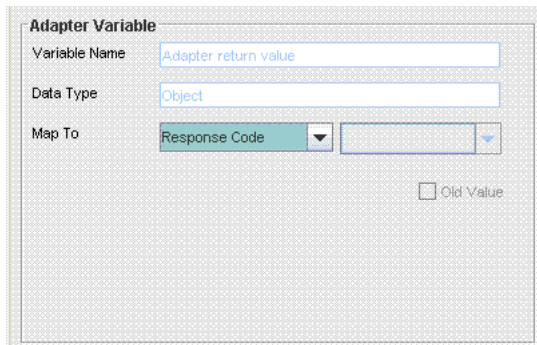 Adapter Variable
Variable Name Adapter return value
Data Type Object
Map To Response Code
Old Value